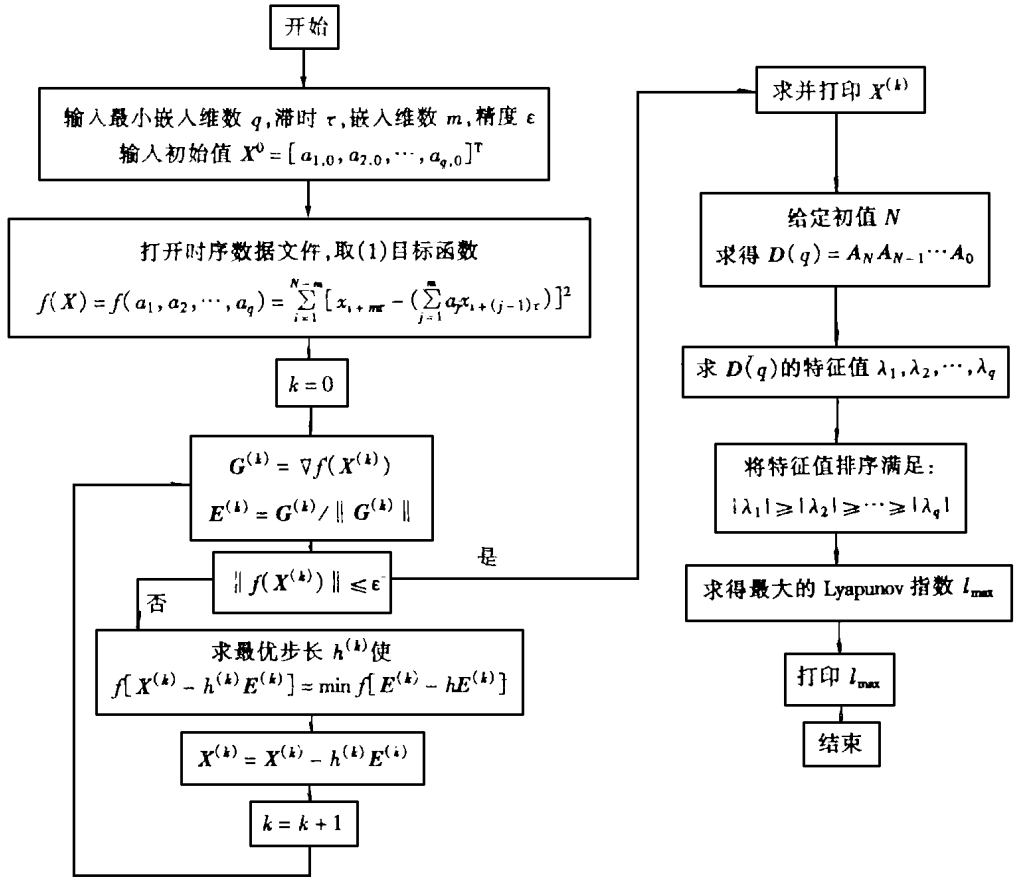 开始
输入最小嵌入维数 q,滞时 τ,嵌入维数 m,精度 ε
输入初始值 X⁰ = [a₁,₀, a₂.₀, ⋯, a_q,₀]ᵀ
打开时序数据文件,取(1)目标函数
f(X) = f(a₁, a₂, ⋯, a_q) = ∑_{i=1}^{N-m} [x_{i+mτ} - (∑_{j=1}^{m} a_j x_{i+(j-1)τ})]²
k = 0
G^(k) = ∇f(X^(k))
E^(k) = G^(k) / ‖ G^(k) ‖
‖ f(X^(k)) ‖ ≤ ε
是
否
求最优步长 h^(k) 使
f[X^(k) - h^(k)E^(k)] = min f[E^(k) - hE^(k)]
X^(k) = X^(k) - h^(k)E^(k)
k = k + 1
求并打印 X^(k)
给定初值 N
求得 D(q) = A_N A_{N-1}⋯A₀
求 D(q)的特征值 λ₁, λ₂, ⋯, λ_q
将特征值排序满足:
|λ₁| ⩾ |λ₂| ⩾ ⋯ ⩾ |λ_q|
求得最大的 Lyapunov 指数 l_max
打印 l_max
结束